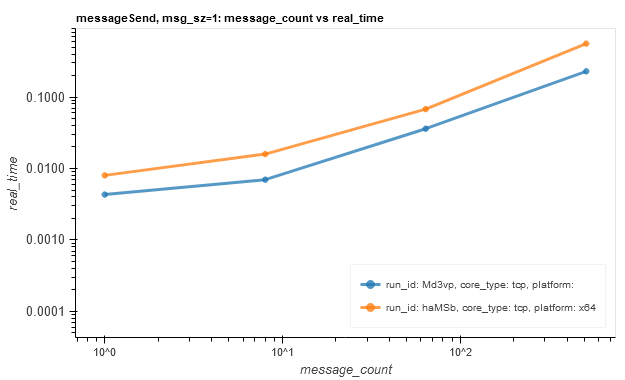 messageSend, msg_sz=1: message_count vs real_time
0.1000
0.0100
0.0010
0.0001
real_time
10^0
10^1
10^2
message_count
run_id: Md3vp, core_type: tcp, platform:
run_id: haMSb, core_type: tcp, platform: x64